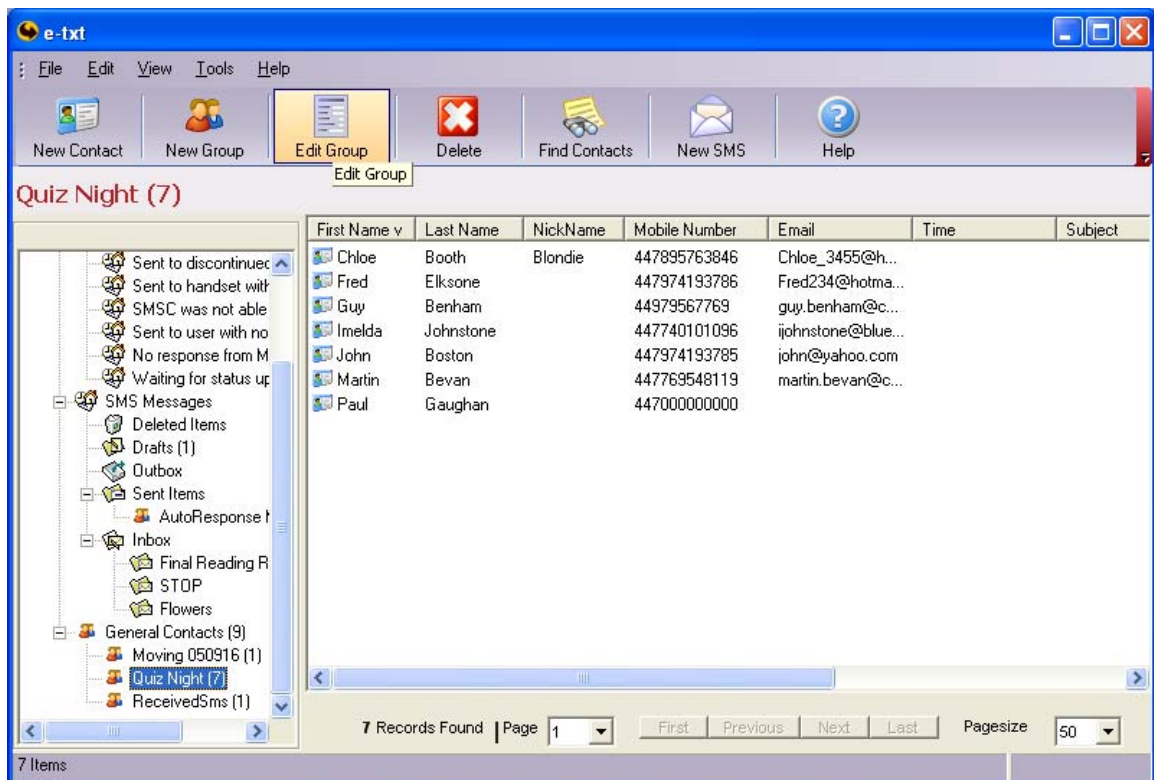 e-txt
File Edit View Tools Help
New Contact New Group Edit Group Delete Find Contacts New SMS Help
Edit Group
Quiz Night (7)
First Name v Last Name NickName Mobile Number Email Time Subject
Chloe Booth Blondie 447895763846 Chloe_3455@h...
Fred Elksone 447974193786 Fred234@hotma...
Guy Benham 44979567769 guy.benham@c...
Imelda Johnstone 447740101096 ijohnstone@blue...
John Boston 447974193785 john@yahoo.com
Martin Bevan 447769548119 martin.bevan@c...
Paul Gaughan 447000000000
Sent to discontinued
Sent to handset with
SMSC was not able
Sent to user with no
No response from M
Waiting for status up
SMS Messages
Deleted Items
Drafts (1)
Outbox
Sent Items
AutoResponse
Inbox
Final Reading R
STOP
Flowers
General Contacts (9)
Moving 050916 (1)
Quiz Night (7)
ReceivedSms (1)
7 Records Found Page 1 First Previous Next Last Pagesize 50
7 Items